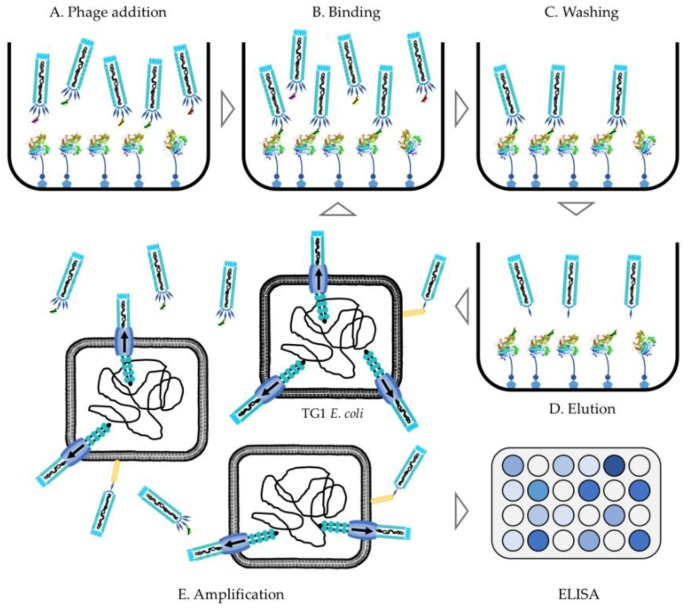 A. Phage addition
B. Binding
C. Washing
TG1 E. coli
D. Elution
E. Amplification
ELISA